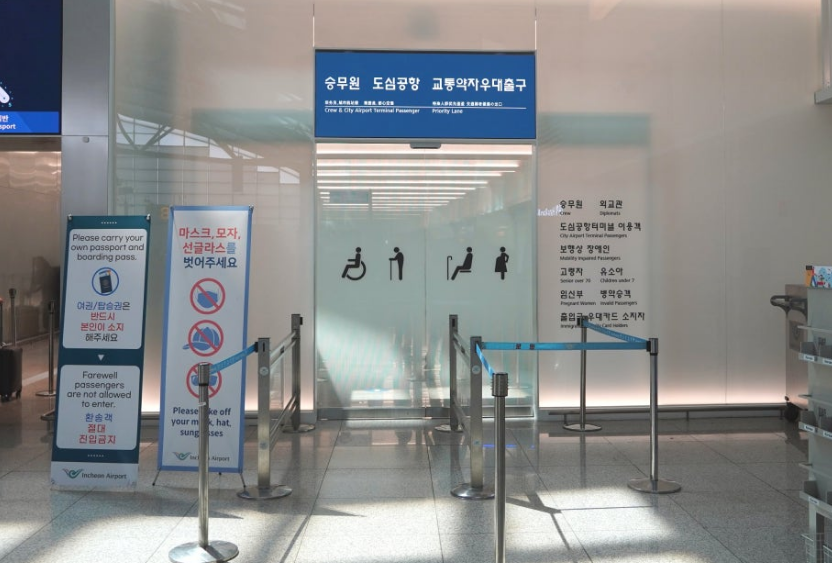 승무원 도심공항 교통약자우대출구
Crew & City Airport Terminal Passenger Priority Lane
Please carry your
own passport and
boarding pass.
여권/탑승권은
반드시
본인이 소지
해주세요
Farewell
passengers
are not allowed
to enter.
환송객
절대
진입금지
Incheon Airport
마스크, 모자,
선글라스를
벗어주세요
Please take off
your mask, hat,
sunglasses
Incheon Airport
승무원 외교관
Crew Diplomats
도심공항터미널 이용객
City Airport Terminal Passengers
보행상 장애인
Mobility Impaired Passengers
고령자 유소아
Senior over 70 Children under 7
임산부 병약승객
Pregnant Women Invalid Passengers
출입국 우대카드 소지자
Card Holders